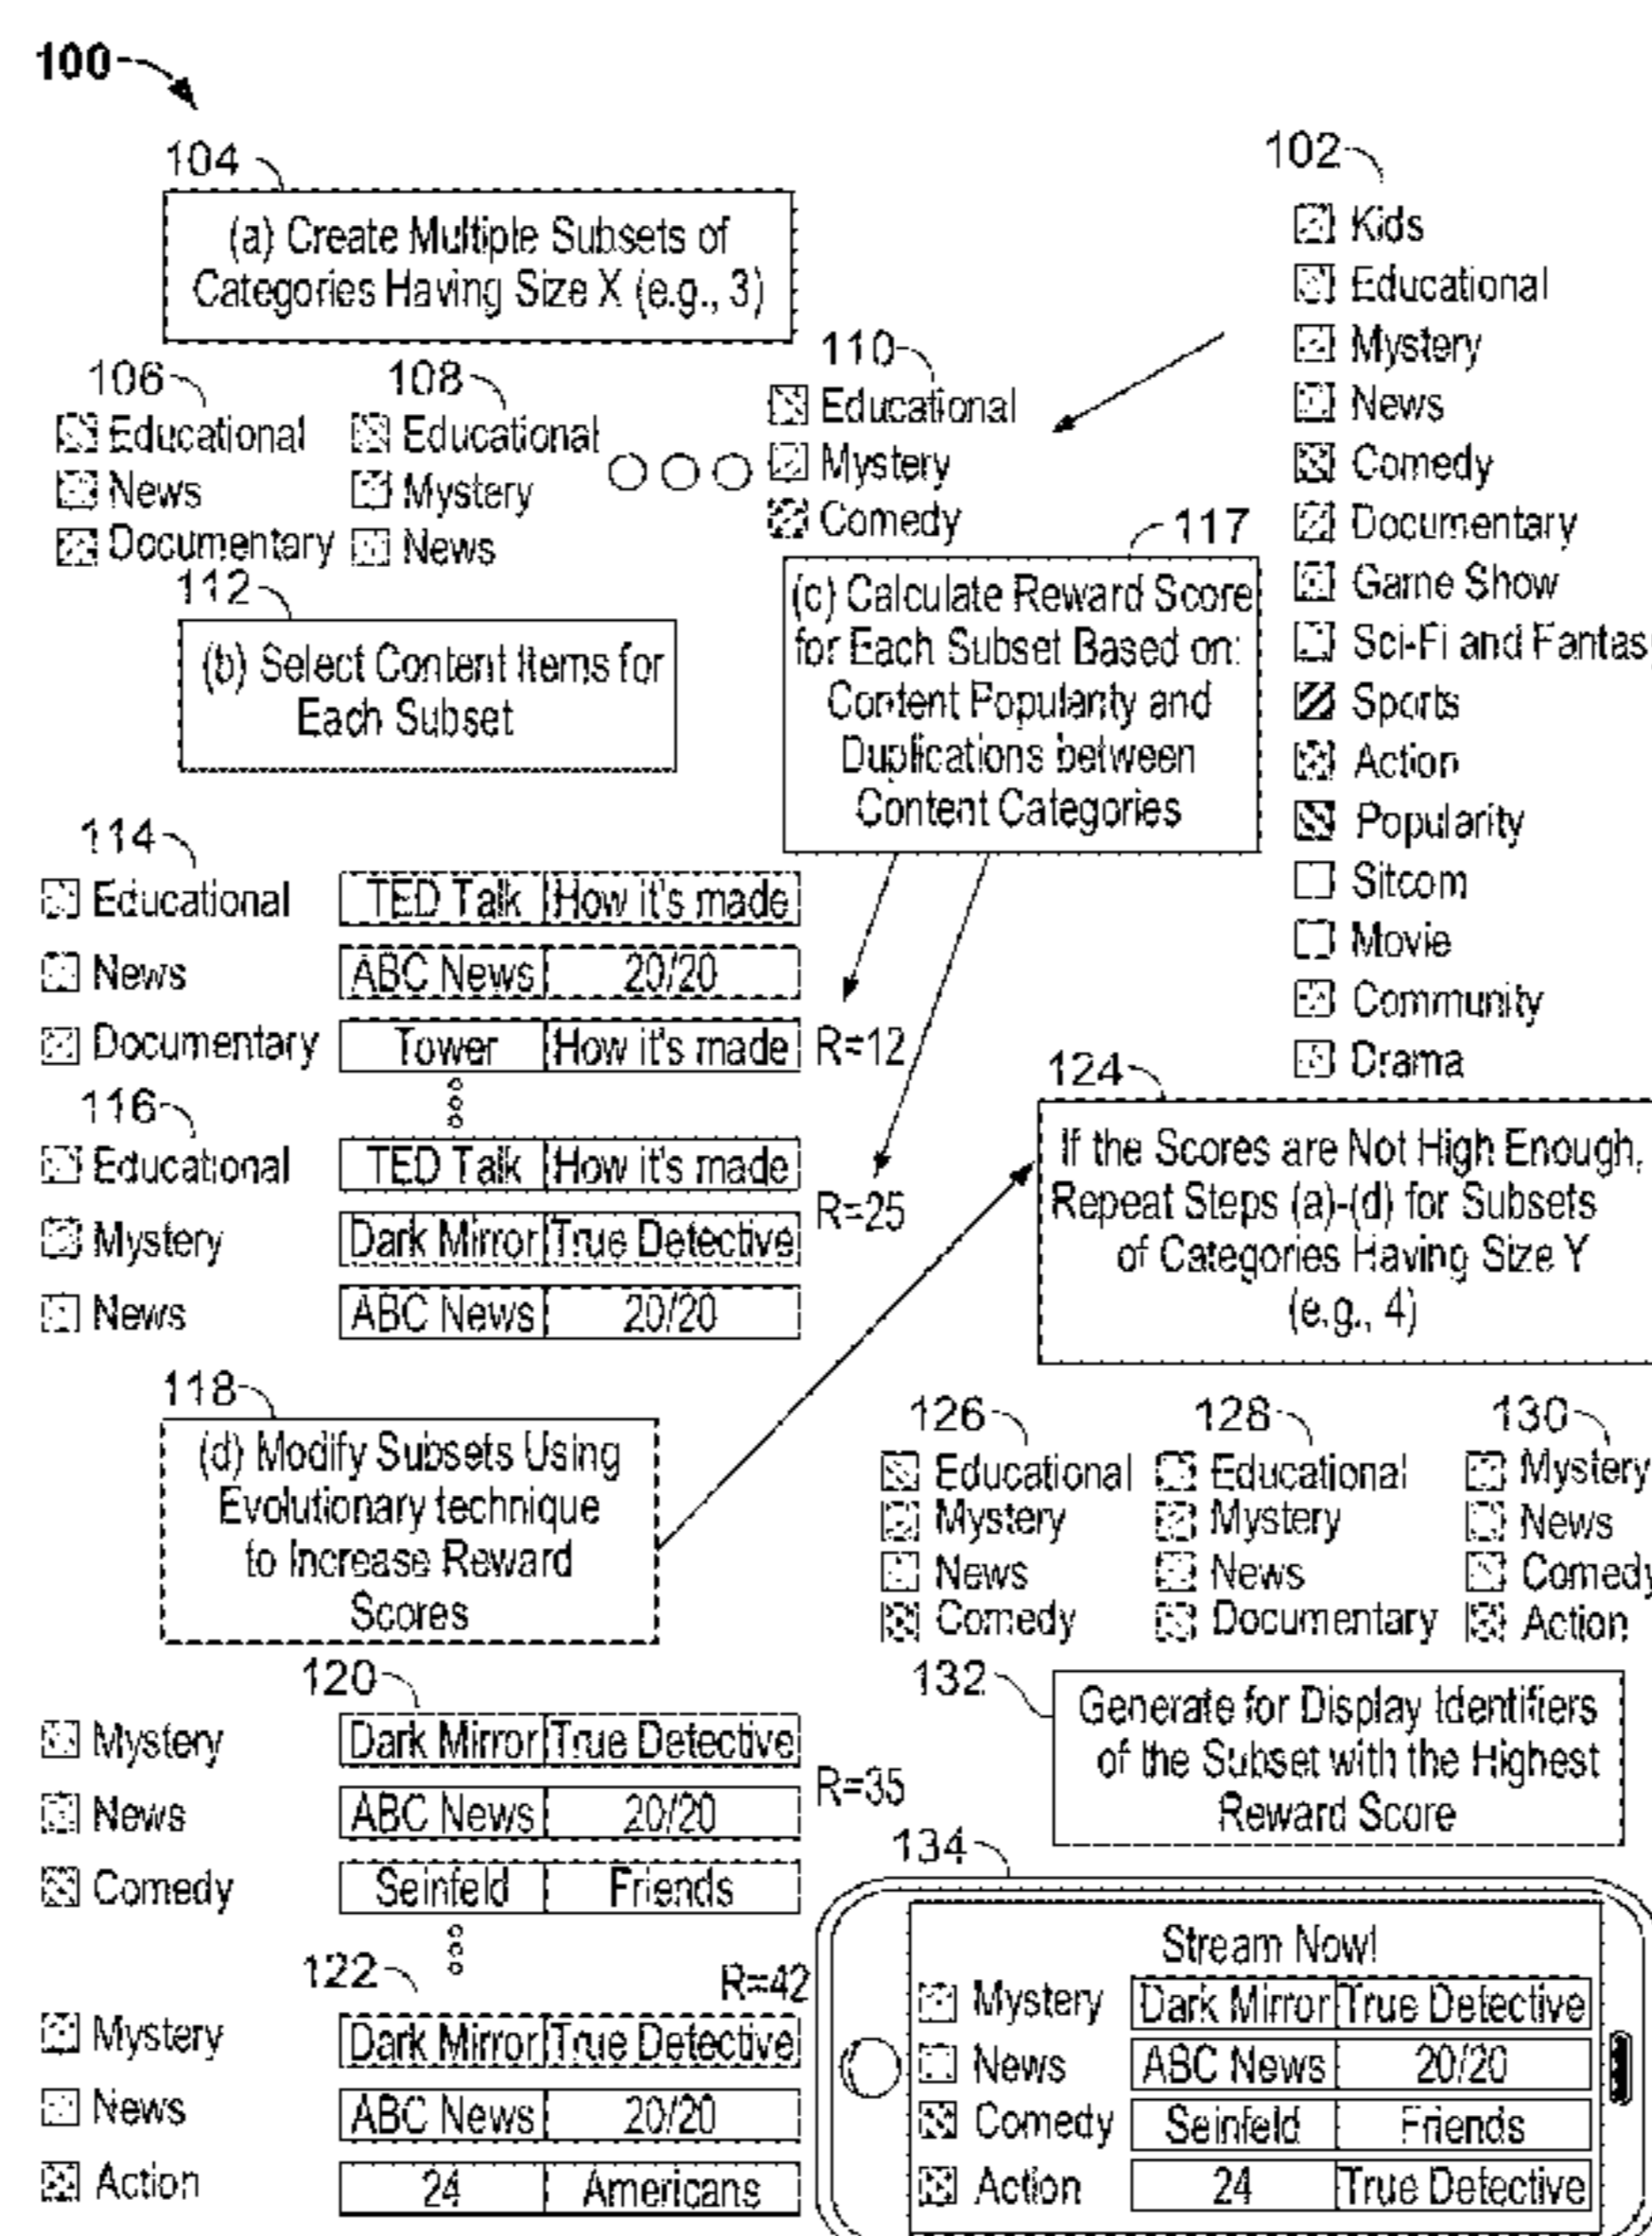 100
104
(a) Create Multiple Subsets of
Categories Having Size X (e.g., 3)
102
Kids
Educational
Mystery
News
Comedy
Documentary
Game Show
Sci-Fi and Fantas
Sports
Action
Popularity
Sitcom
Movie
Community
Drama
106
Educational
News
Documentary
108
Educational
Mystery
News
110
Educational
Mystery
Comedy
112
(b) Select Content Items for
Each Subset
117
(c) Calculate Reward Score
for Each Subset Based on:
Content Popularity and
Duplications between
Content Categories
114
Educational TED Talk How it's made
News ABC News 20/20
Documentary Tower How it's made R=12
116
Educational TED Talk How it's made
R=25
Mystery Dark Mirror True Detective
News ABC News 20/20
118
(d) Modify Subsets Using
Evolutionary technique
to Increase Reward
Scores
124
If the Scores are Not High Enough,
Repeat Steps (a)-(d) for Subsets
of Categories Having Size Y
(e.g., 4)
126
Educational
Mystery
News
Comedy
128
Educational
Mystery
News
Documentary
130
Mystery
News
Comedy
Action
120
Mystery Dark Mirror True Detective
R=35
News ABC News 20/20
Comedy Seinfeld Friends
122
R=42
Mystery Dark Mirror True Detective
News ABC News 20/20
Action 24 Americans
132
Generate for Display Identifiers
of the Subset with the Highest
Reward Score
134
Stream Now!
Mystery Dark Mirror True Detective
News ABC News 20/20
Comedy Seinfeld Friends
Action 24 True Detective